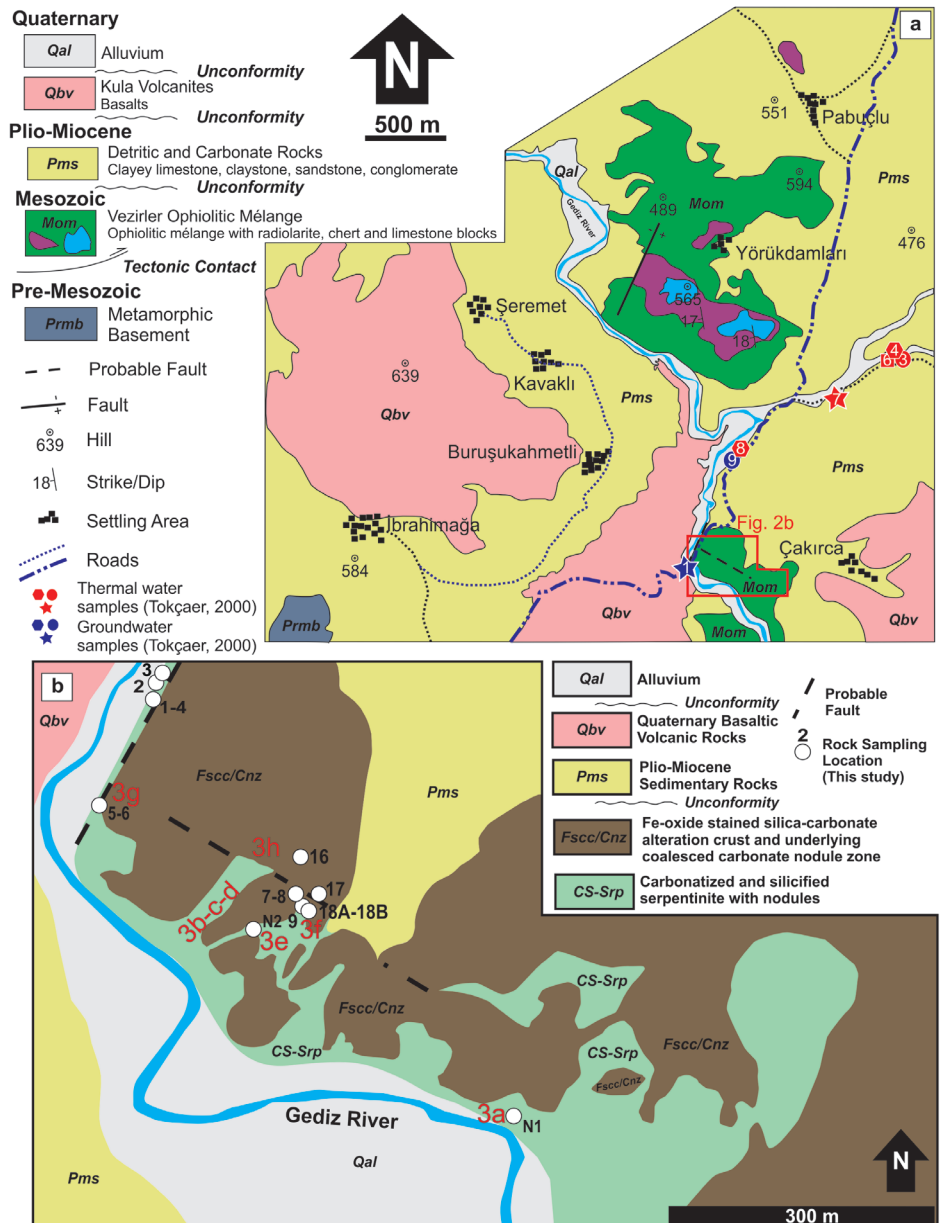 Quaternary
Qal Alluvium
Unconformity
Qbv Kula Volcanites
Basalts
Unconformity
Plio-Miocene
Pms Detritic and Carbonate Rocks
Clayey limestone, claystone, sandstone, conglomerate
Unconformity
Mesozoic
Mom Vezirler Ophiolitic Mélange
Ophiolitic mélange with radiolarite, chert and limestone blocks
Tectonic Contact
Pre-Mesozoic
Prmb Metamorphic
Basement
Probable Fault
Fault
639 Hill
18 Strike/Dip
Settling Area
Roads
Thermal water
samples (Tokçaer, 2000)
Groundwater
samples (Tokçaer, 2000)
N
500 m
a
551
Pabuçlu
Qal
594
Pms
Gediz River
489
Mom
476
Yörükdamları
565
17
18
Şeremet
4
6 3
639
Kavaklı
7
Qbv
Pms
8
9
Buruşukahmetli
Pms
Fig. 2b
İbrahimağa
Çakırca
584
1
Mom
Prmb
Qbv
Mom
Qbv
b
3
2
1-4
Qbv
Fscc/Cnz
Pms
3g
5-6
3h
16
7-8
17
3b-c-d
N2
9
18A-18B
3e
3f
Fscc/Cnz
CS-Srp
CS-Srp
CS-Srp
Fscc/Cnz
Fscc/Cnz
3a
N1
Gediz River
Qal
Pms
N
300 m
Qal Alluvium
Unconformity
Qbv Quaternary Basaltic
Volcanic Rocks
Pms Plio-Miocene
Sedimentary Rocks
Unconformity
Fscc/Cnz Fe-oxide stained silica-carbonate
alteration crust and underlying
coalesced carbonate nodule zone
CS-Srp Carbonatized and silicified
serpentinite with nodules
Probable
Fault
2
Rock Sampling
Location
(This study)